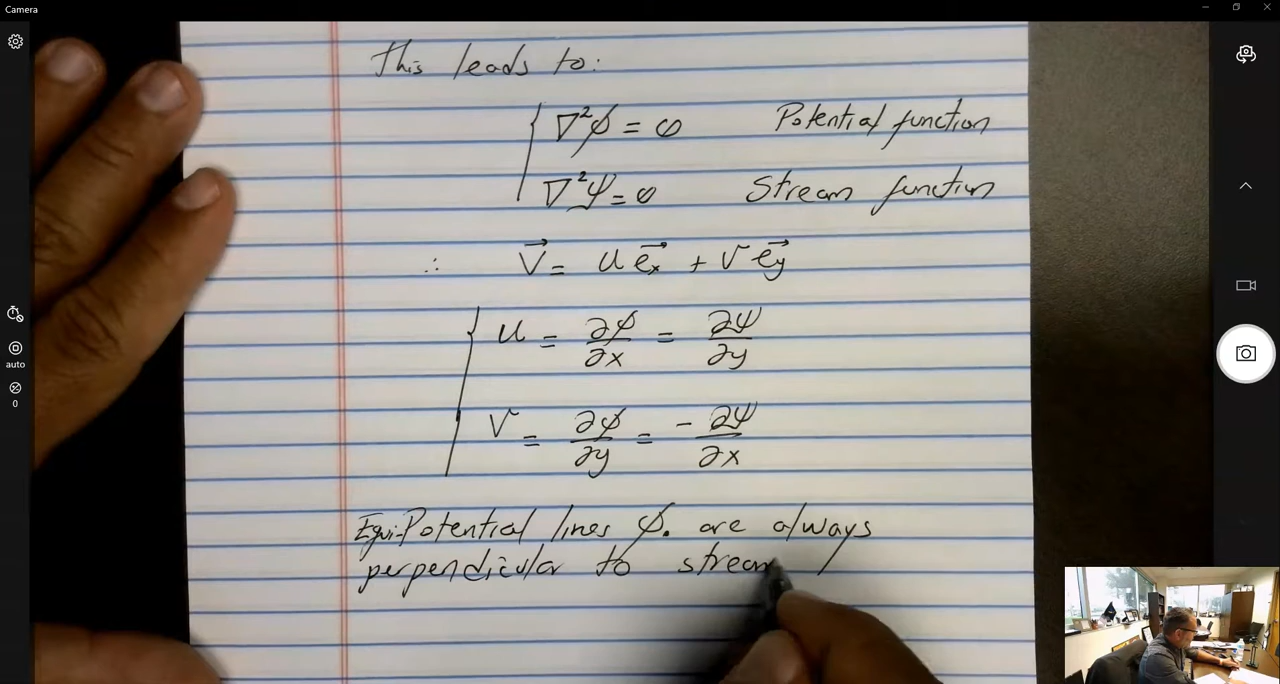 Camera
This leads to:
∇²φ = 0 Potential function
∇²ψ = 0 Stream function
∴ V⃗ = u e⃗x + v e⃗y
u = ∂φ/∂x = ∂ψ/∂y
v = ∂φ/∂y = -∂ψ/∂x
Equi-Potential lines φ. are always
perpendicular to stream
auto
0